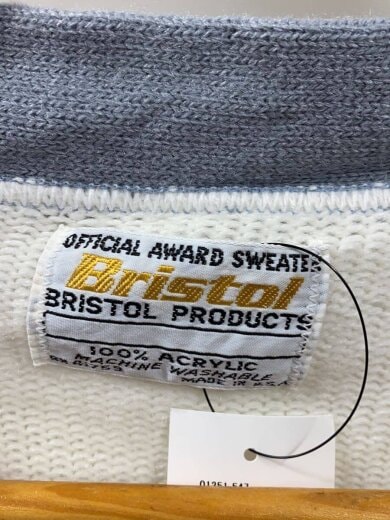 OFFICIAL AWARD SWEATER
Bristol
BRISTOL PRODUCTS
100% ACRYLIC
MACHINE WASHABLE
MADE IN U.S.A.